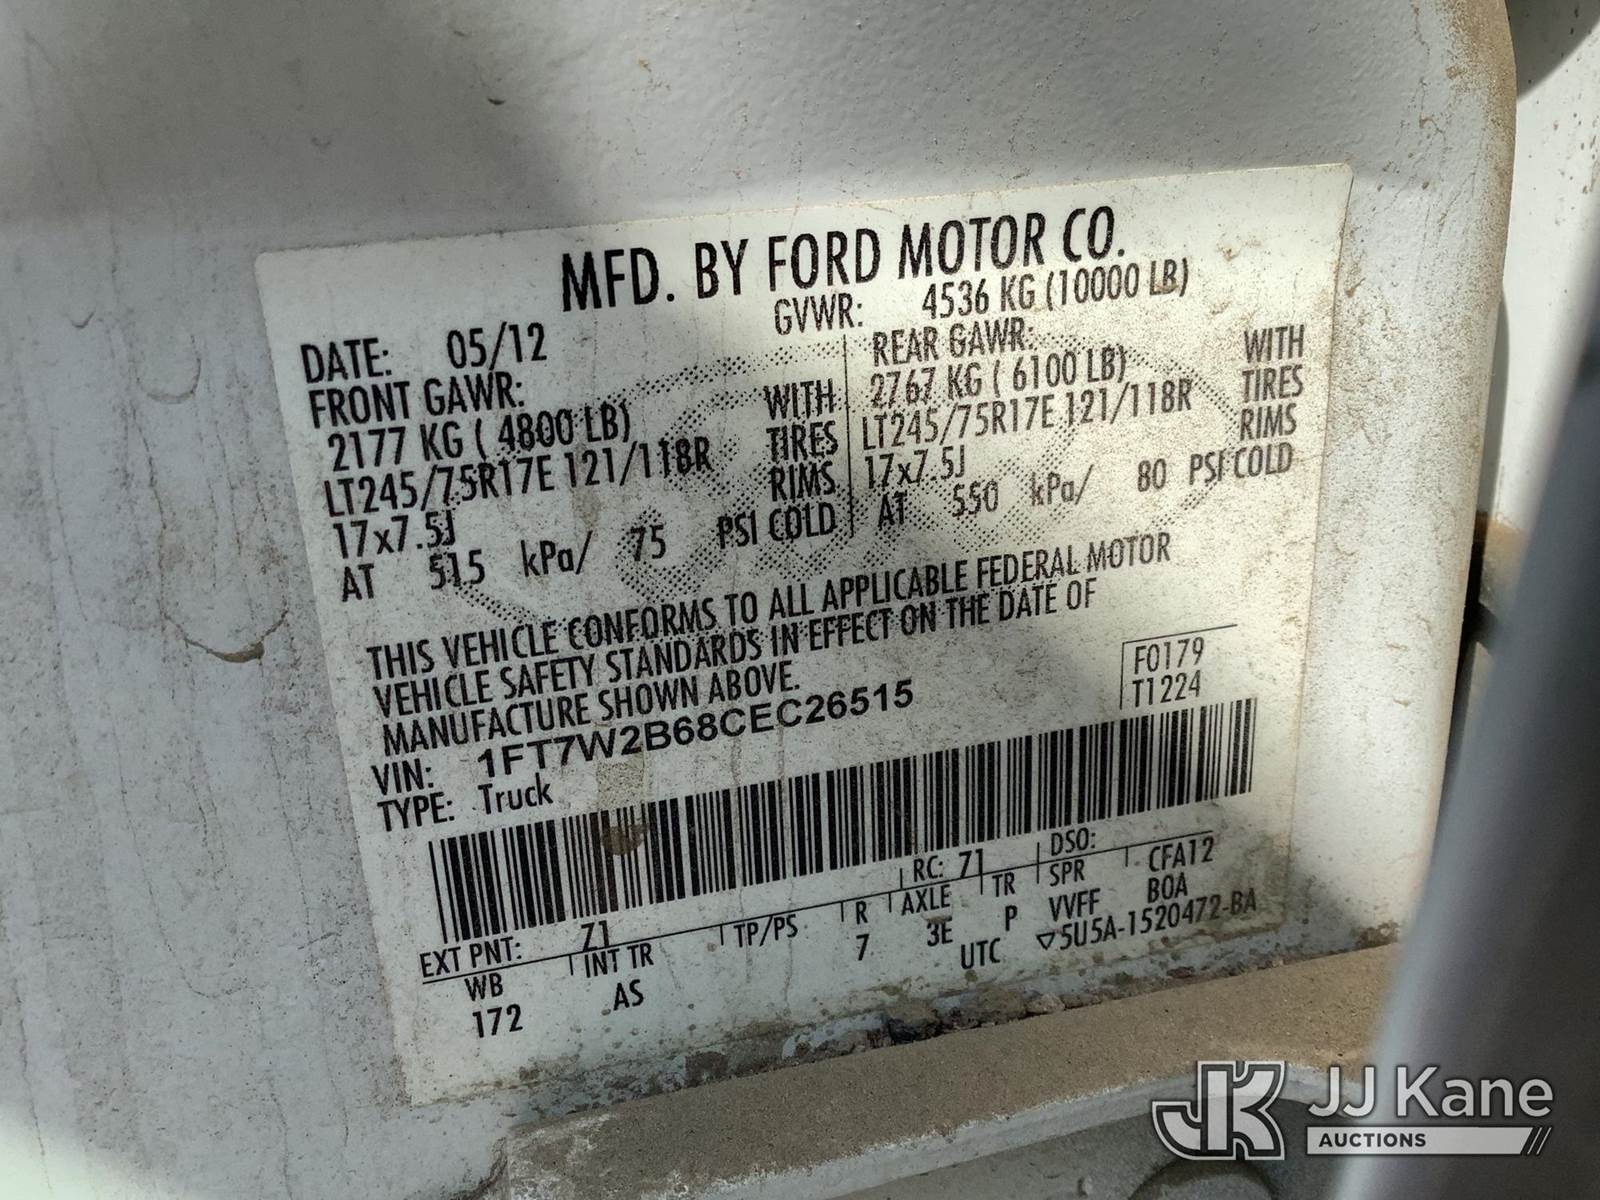 MFD. BY FORD MOTOR CO.
DATE: 05/12 GVWR: 4536 KG (10000 LB)
FRONT GAWR: REAR GAWR:
2177 KG ( 4800 LB) WITH 2767 KG ( 6100 LB) WITH
LT245/75R17E 121/118R TIRES LT245/75R17E 121/118R TIRES
17x7.5J RIMS 17x7.5J RIMS
AT 515 kPa/ 75 PSI COLD AT 550 kPa/ 80 PSI COLD
THIS VEHICLE CONFORMS TO ALL APPLICABLE FEDERAL MOTOR
VEHICLE SAFETY STANDARDS IN EFFECT ON THE DATE OF
MANUFACTURE SHOWN ABOVE.
F0179
VIN: 1FT7W2B68CEC26515 T1224
TYPE: Truck
EXT PNT: Z1 RC: 71 DSO:
WB INT TR TP/PS R AXLE TR SPR CFA12
172 AS 7 3E P VVFF BOA
UTC ▽5U5A-1520472-BA
JK JJ Kane
AUCTIONS